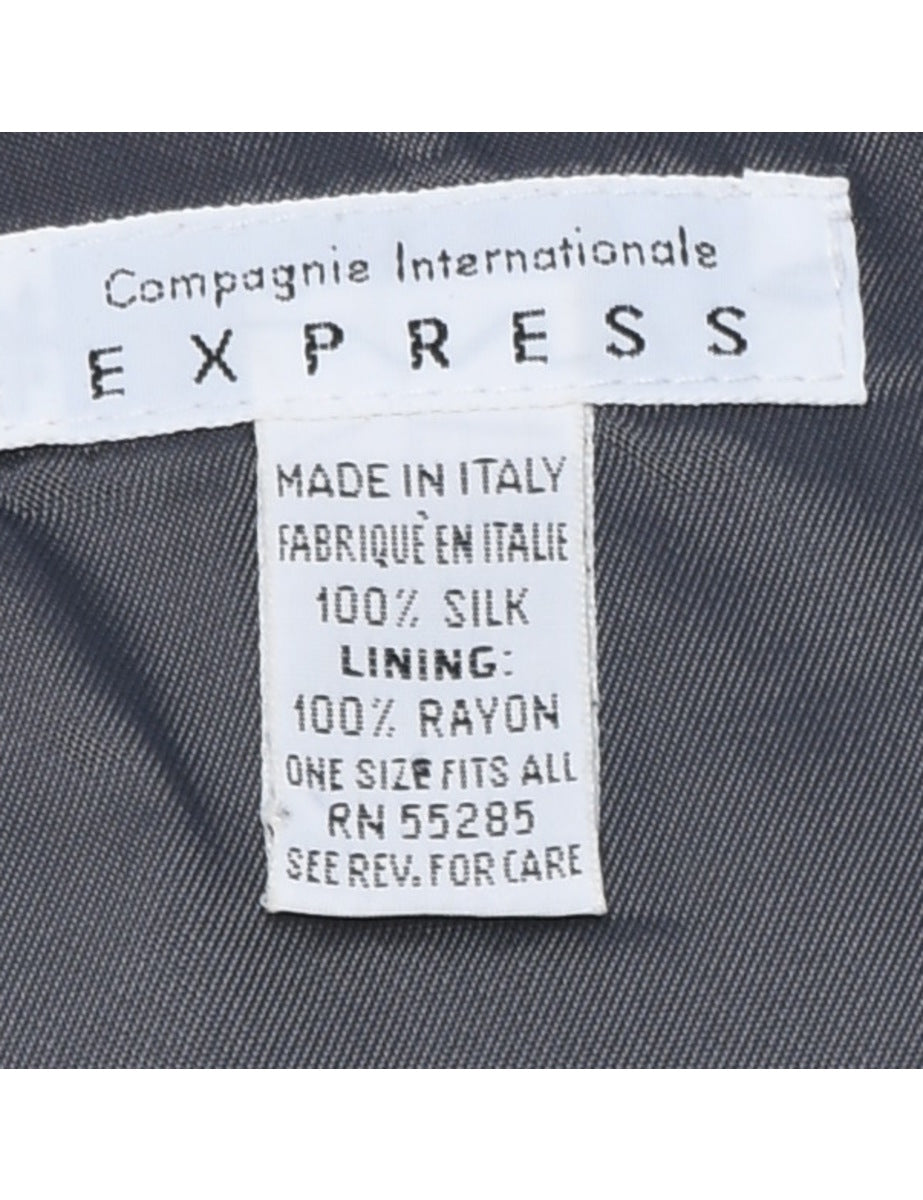 Compagnie Internationale
EXPRESS
MADE IN ITALY
FABRIQUÈ EN ITALIE
100% SILK
LINING:
100% RAYON
ONE SIZE FITS ALL
RN 55285
SEE REV. FOR CARE